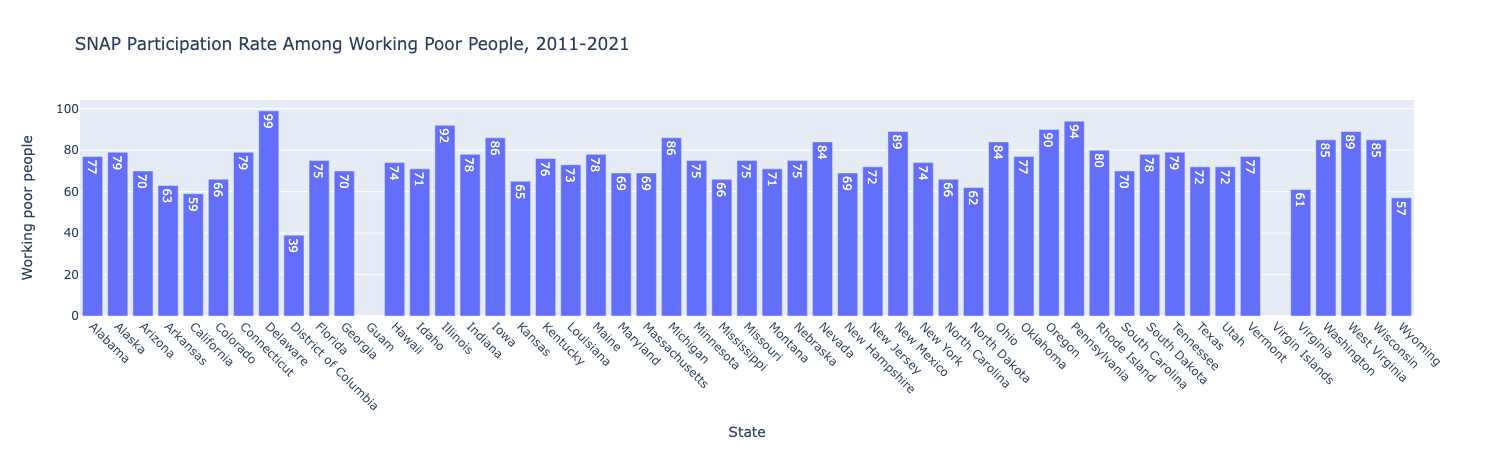 SNAP Participation Rate Among Working Poor People, 2011-2021
Working poor people
100
80
60
40
20
0
77
79
70
63
59
66
79
99
39
75
70
74
71
92
78
86
65
76
73
78
69
69
86
75
66
75
71
75
84
69
72
89
74
66
62
84
77
90
94
80
70
78
79
72
72
77
61
85
89
85
57
Alabama
Alaska
Arizona
Arkansas
California
Colorado
Connecticut
Delaware
District of Columbia
Florida
Georgia
Guam
Hawaii
Idaho
Illinois
Indiana
Iowa
Kansas
Kentucky
Louisiana
Maine
Maryland
Massachusetts
Michigan
Minnesota
Mississippi
Missouri
Montana
Nebraska
Nevada
New Hampshire
New Jersey
New Mexico
New York
North Carolina
North Dakota
Ohio
Oklahoma
Oregon
Pennsylvania
Rhode Island
South Carolina
South Dakota
Tennessee
Texas
Utah
Vermont
Virgin Islands
Virginia
Washington
West Virginia
Wisconsin
Wyoming
State